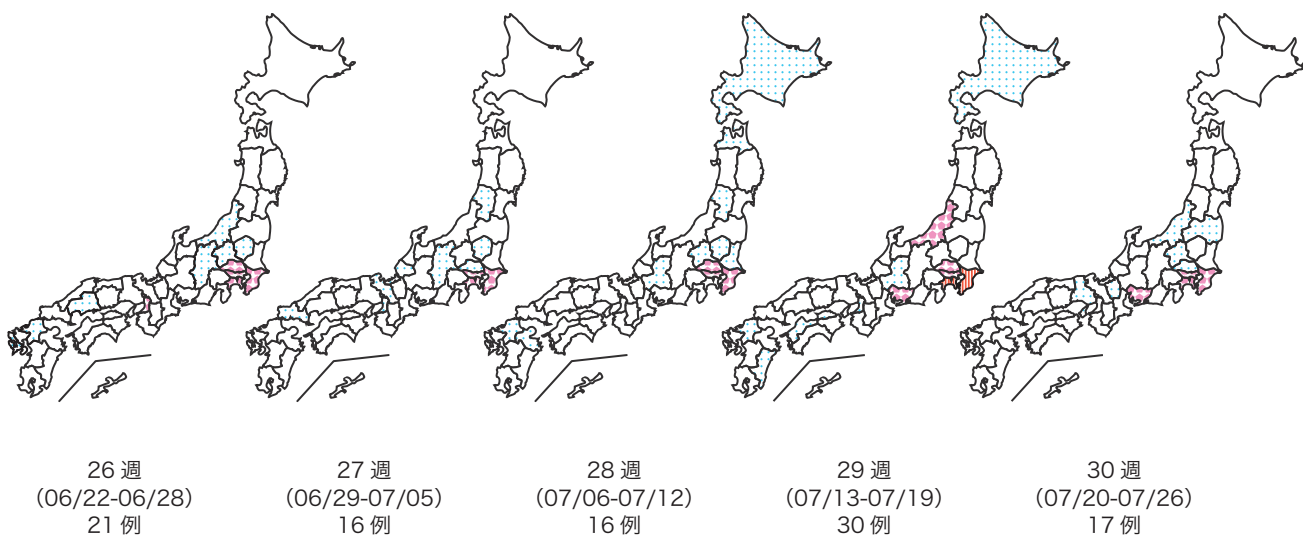 26 週
（06/22-06/28）
21 例
27 週
（06/29-07/05）
16 例
28 週
（07/06-07/12）
16 例
29 週
（07/13-07/19）
30 例
30 週
（07/20-07/26）
17 例